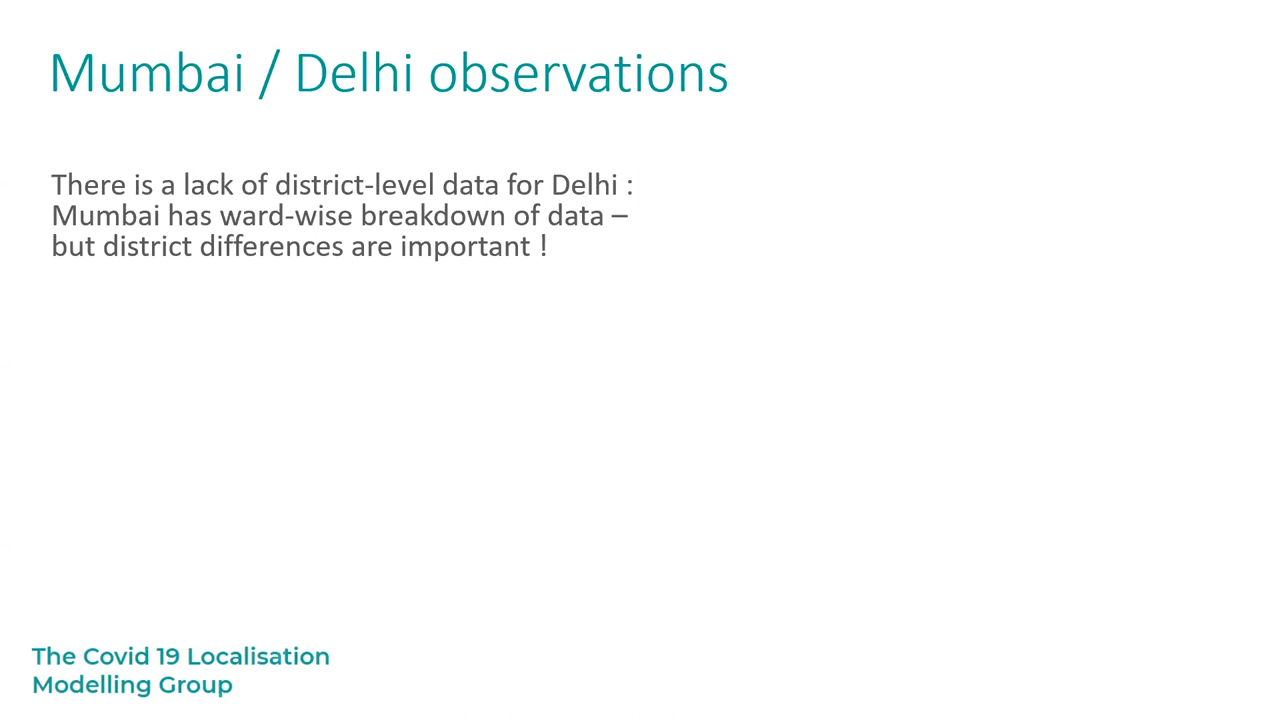 Mumbai / Delhi observations
There is a lack of district-level data for Delhi :
Mumbai has ward-wise breakdown of data –
but district differences are important !
The Covid 19 Localisation
Modelling Group